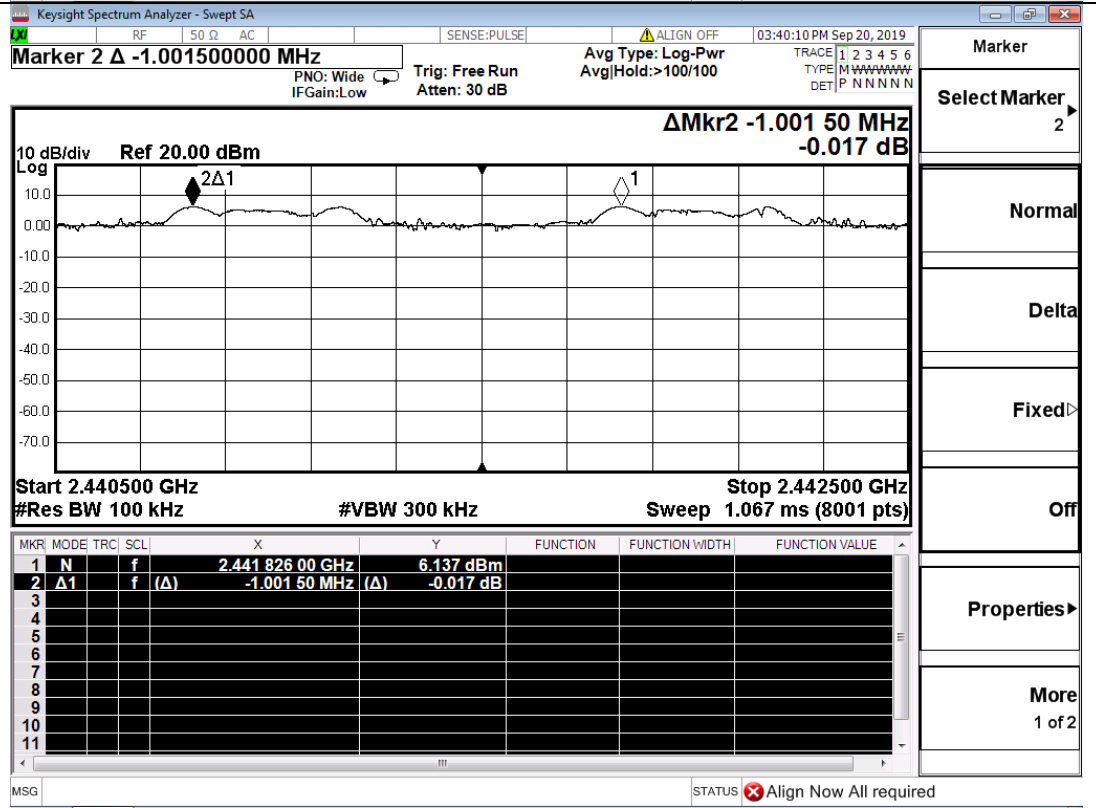 Keysight Spectrum Analyzer - Swept SA
LXI RF 50 Ω AC SENSE:PULSE ALIGN OFF 03:40:10 PM Sep 20, 2019
Marker 2 Δ -1.001500000 MHz
PNO: Wide
IFGain:Low
Trig: Free Run
Atten: 30 dB
Avg Type: Log-Pwr
Avg|Hold:>100/100
TRACE 1 2 3 4 5 6
TYPE M WWWWW
DET P N N N N N
ΔMkr2 -1.001 50 MHz
-0.017 dB
10 dB/div Ref 20.00 dBm
Log
2Δ1
1
10.0
0.00
-10.0
-20.0
-30.0
-40.0
-50.0
-60.0
-70.0
Start 2.440500 GHz Stop 2.442500 GHz
#Res BW 100 kHz #VBW 300 kHz Sweep 1.067 ms (8001 pts)
MKR MODE TRC SCL X Y FUNCTION FUNCTION WIDTH FUNCTION VALUE
1 N f 2.441 826 00 GHz 6.137 dBm
2 Δ1 f (Δ) -1.001 50 MHz (Δ) -0.017 dB
3
4
5
6
7
8
9
10
11
MSG STATUS Align Now All required
Marker
Select Marker
2
Normal
Delta
Fixed
Off
Properties
More
1 of 2